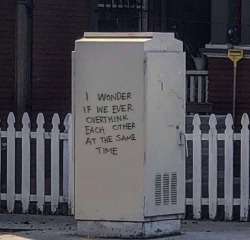 I WONDER
IF WE EVER
OVERTHINK
EACH OTHER
AT THE SAME
TIME